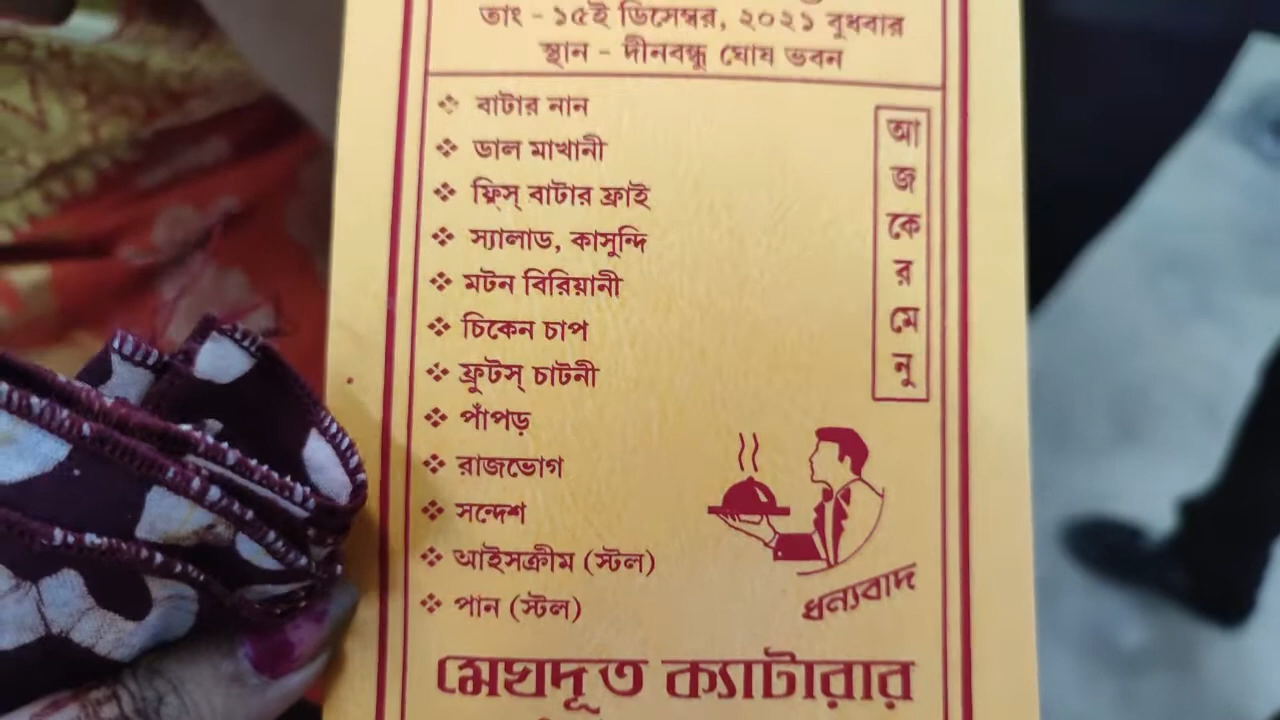 তাং - ১৫ই ডিসেম্বর, ২০২১ বুধবার
স্থান - দীনবন্ধু ঘোষ ভবন
আজকের মেনু
বাটার নান
ডাল মাখানী
ফ্রিস্ বাটার ফ্রাই
স্যালাড, কাসুন্দি
মটন বিরিয়ানী
চিকেন চাপ
ফ্রুটস্ চাটনী
পাঁপড়
রাজভোগ
সন্দেশ
আইসক্রীম (স্টল)
পান (স্টল)
ধন্যবাদ
মেঘদূত ক্যাটারার